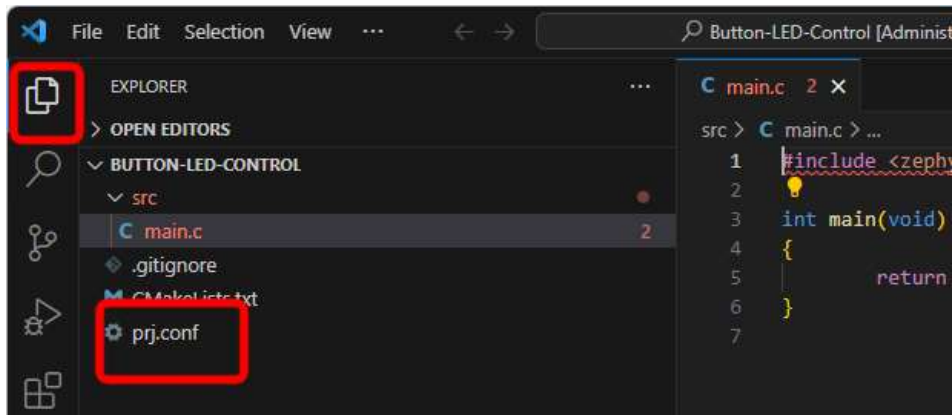 File Edit Selection View ... Button-LED-Control [Administ
EXPLORER ...
OPEN EDITORS
BUTTON-LED-CONTROL
src
C main.c 2
.gitignore
CMakeLists.txt
prj.conf
C main.c 2
src > C main.c > ...
1 #include <zephy
2
3 int main(void)
4 {
5 return
6 }
7